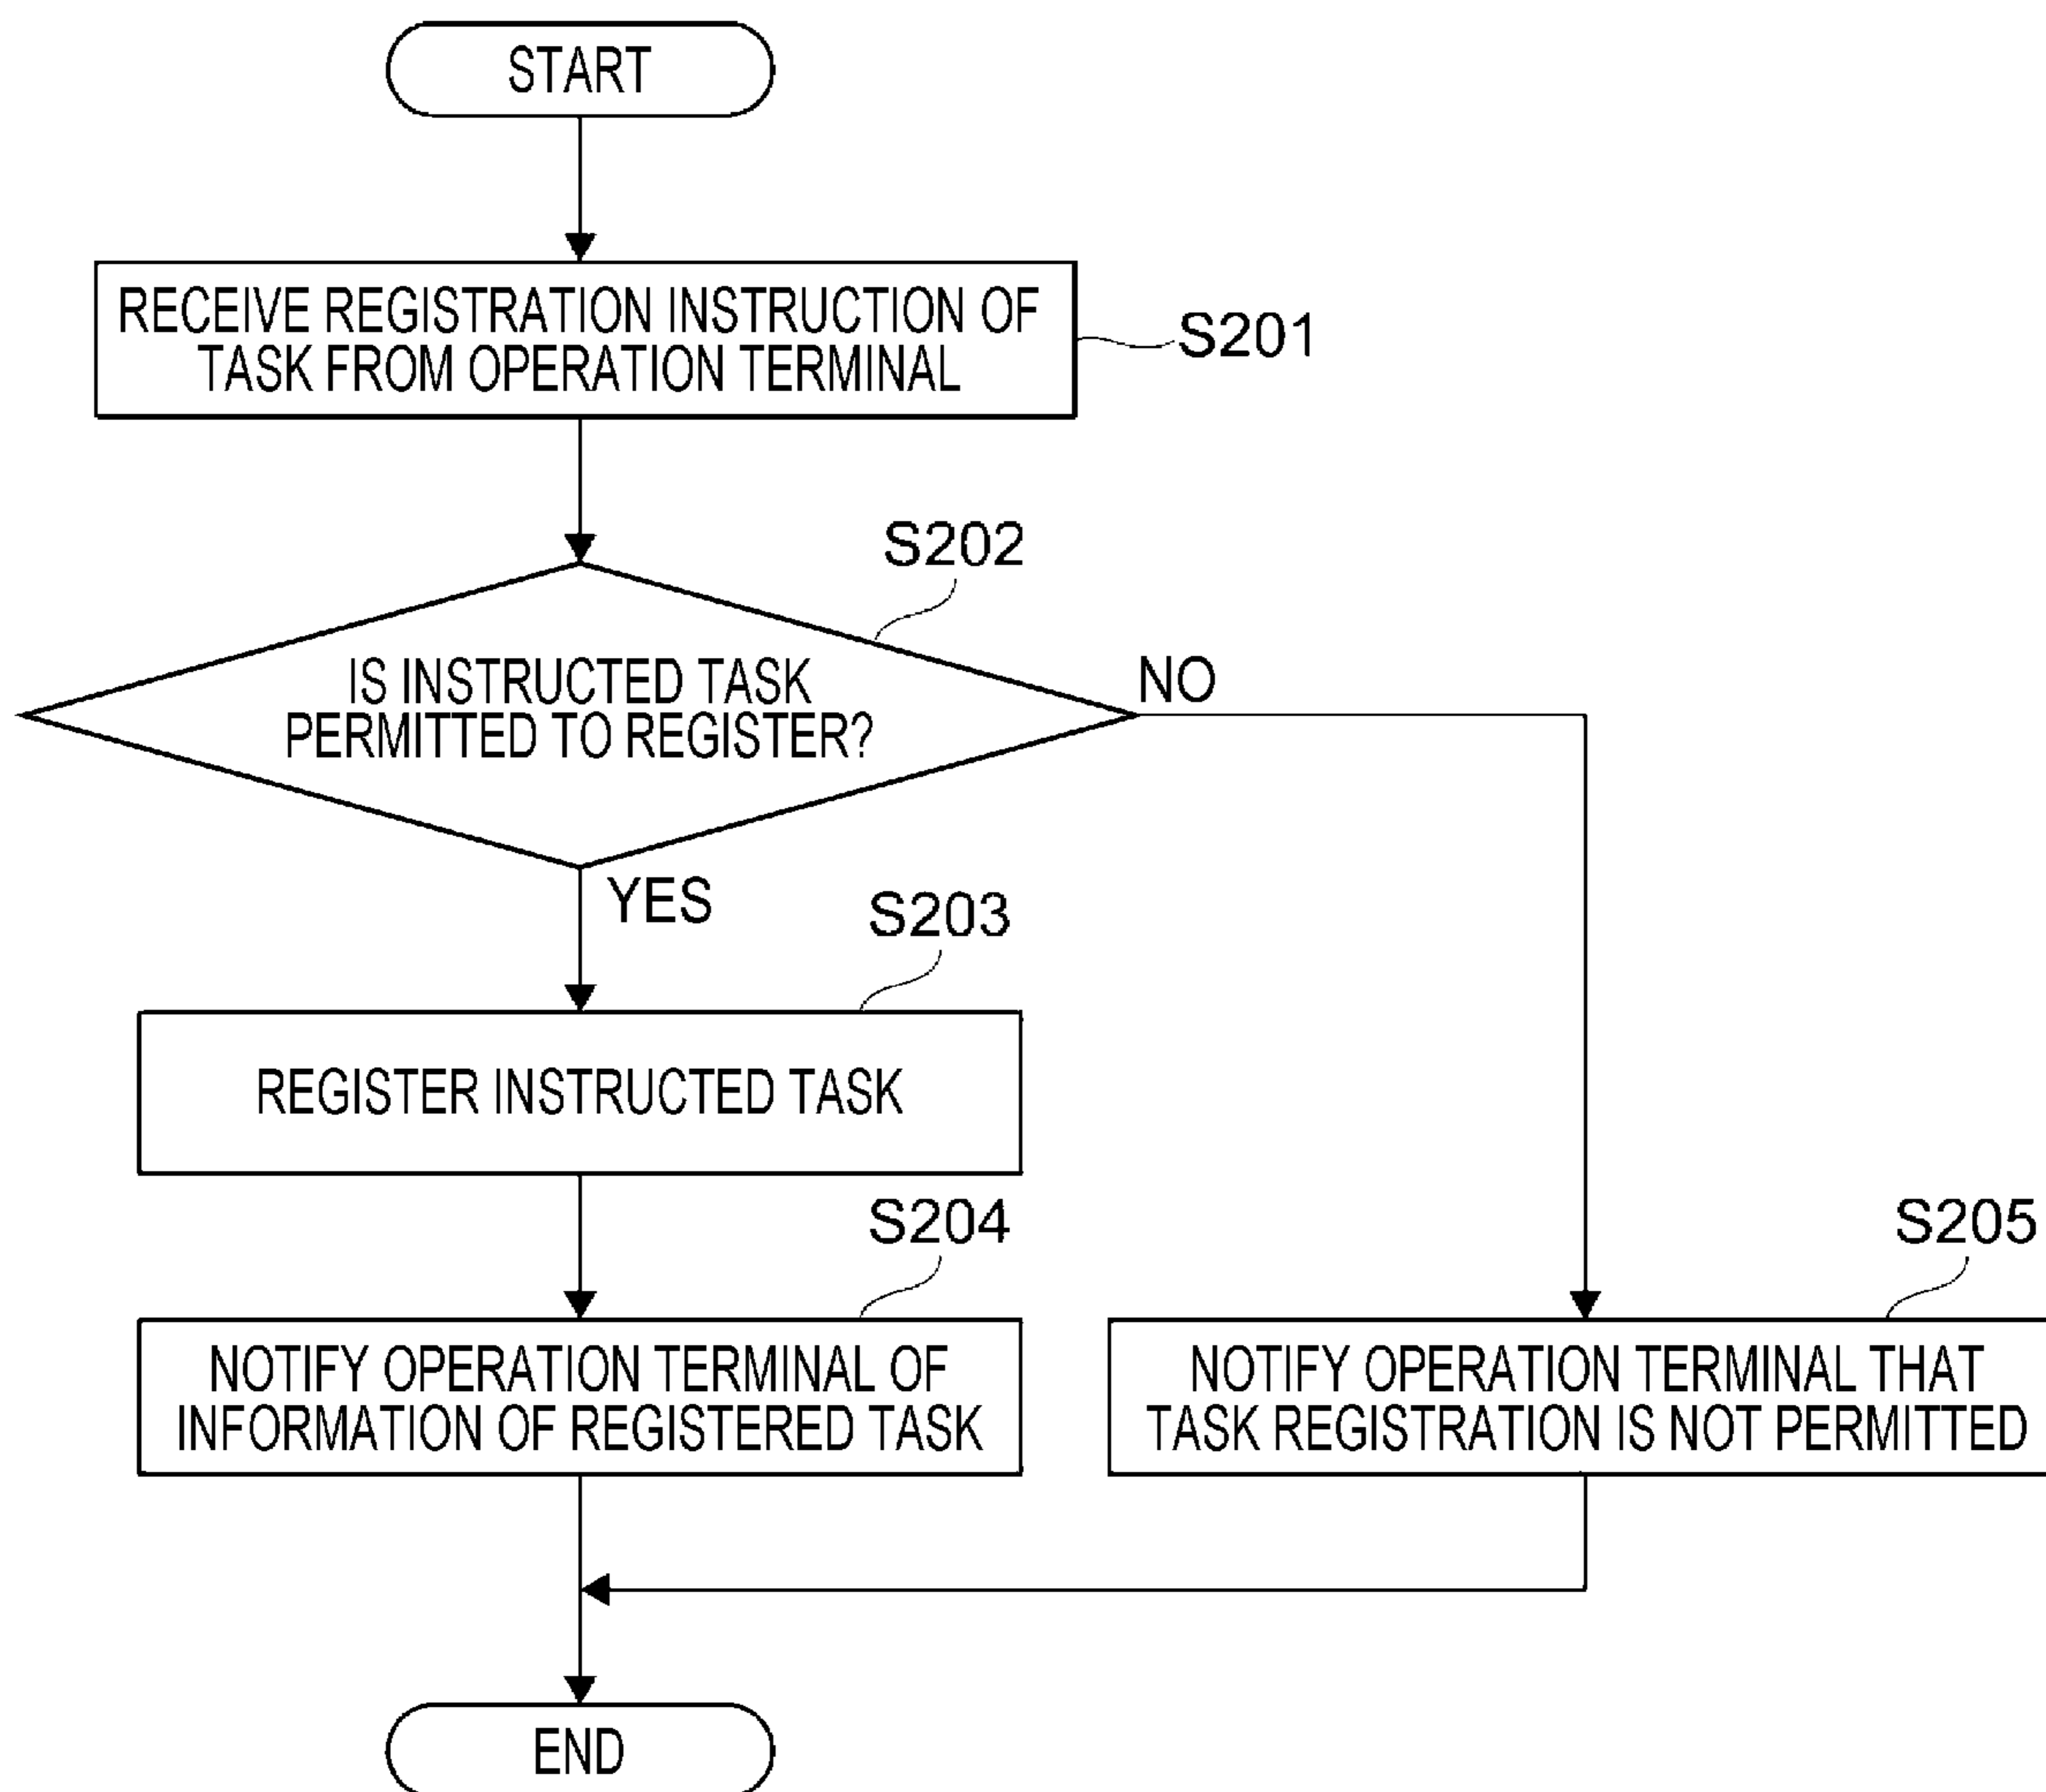 START
RECEIVE REGISTRATION INSTRUCTION OF
TASK FROM OPERATION TERMINAL
S201
S202
IS INSTRUCTED TASK
PERMITTED TO REGISTER?
NO
YES
S203
REGISTER INSTRUCTED TASK
S204
NOTIFY OPERATION TERMINAL OF
INFORMATION OF REGISTERED TASK
S205
NOTIFY OPERATION TERMINAL THAT
TASK REGISTRATION IS NOT PERMITTED
END